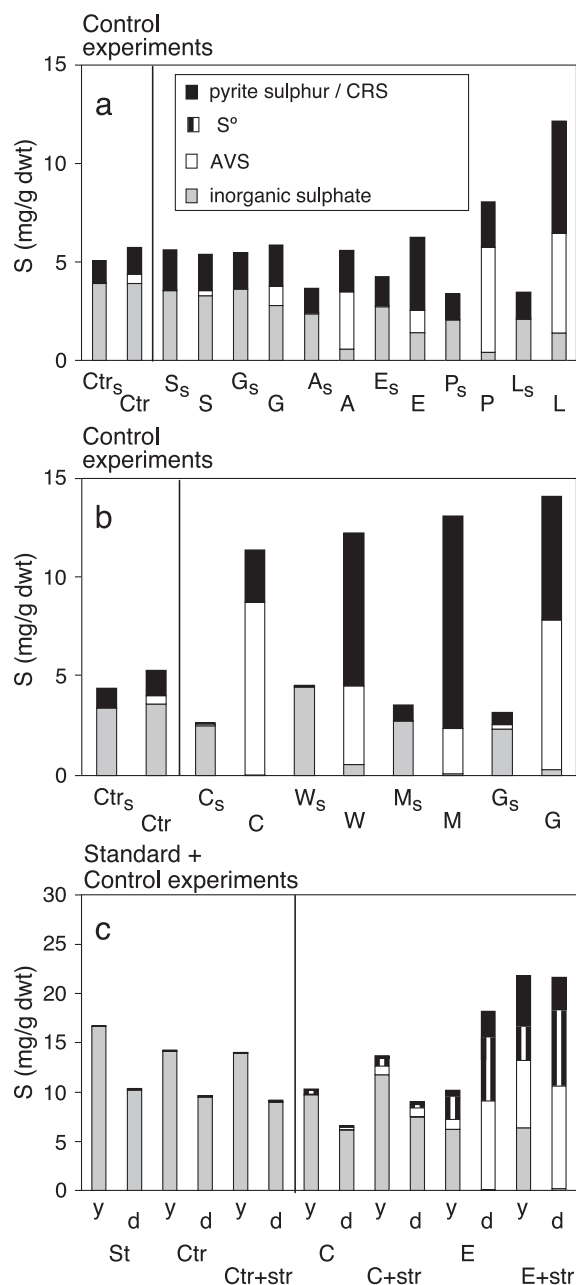 Control
experiments
15
a
pyrite sulphur / CRS
S°
AVS
inorganic sulphate
10
S (mg/g dwt)
5
0
Ctrs Ss Gs As Es Ps Ls
Ctr S G A E P L
Control
experiments
15
b
10
S (mg/g dwt)
5
0
Ctrs Cs Ws Ms Gs
Ctr C W M G
Standard +
Control experiments
30
c
25
20
S (mg/g dwt)
15
10
5
0
y d y d y d y d y d y d y d
St Ctr Ctr+str C C+str E E+str